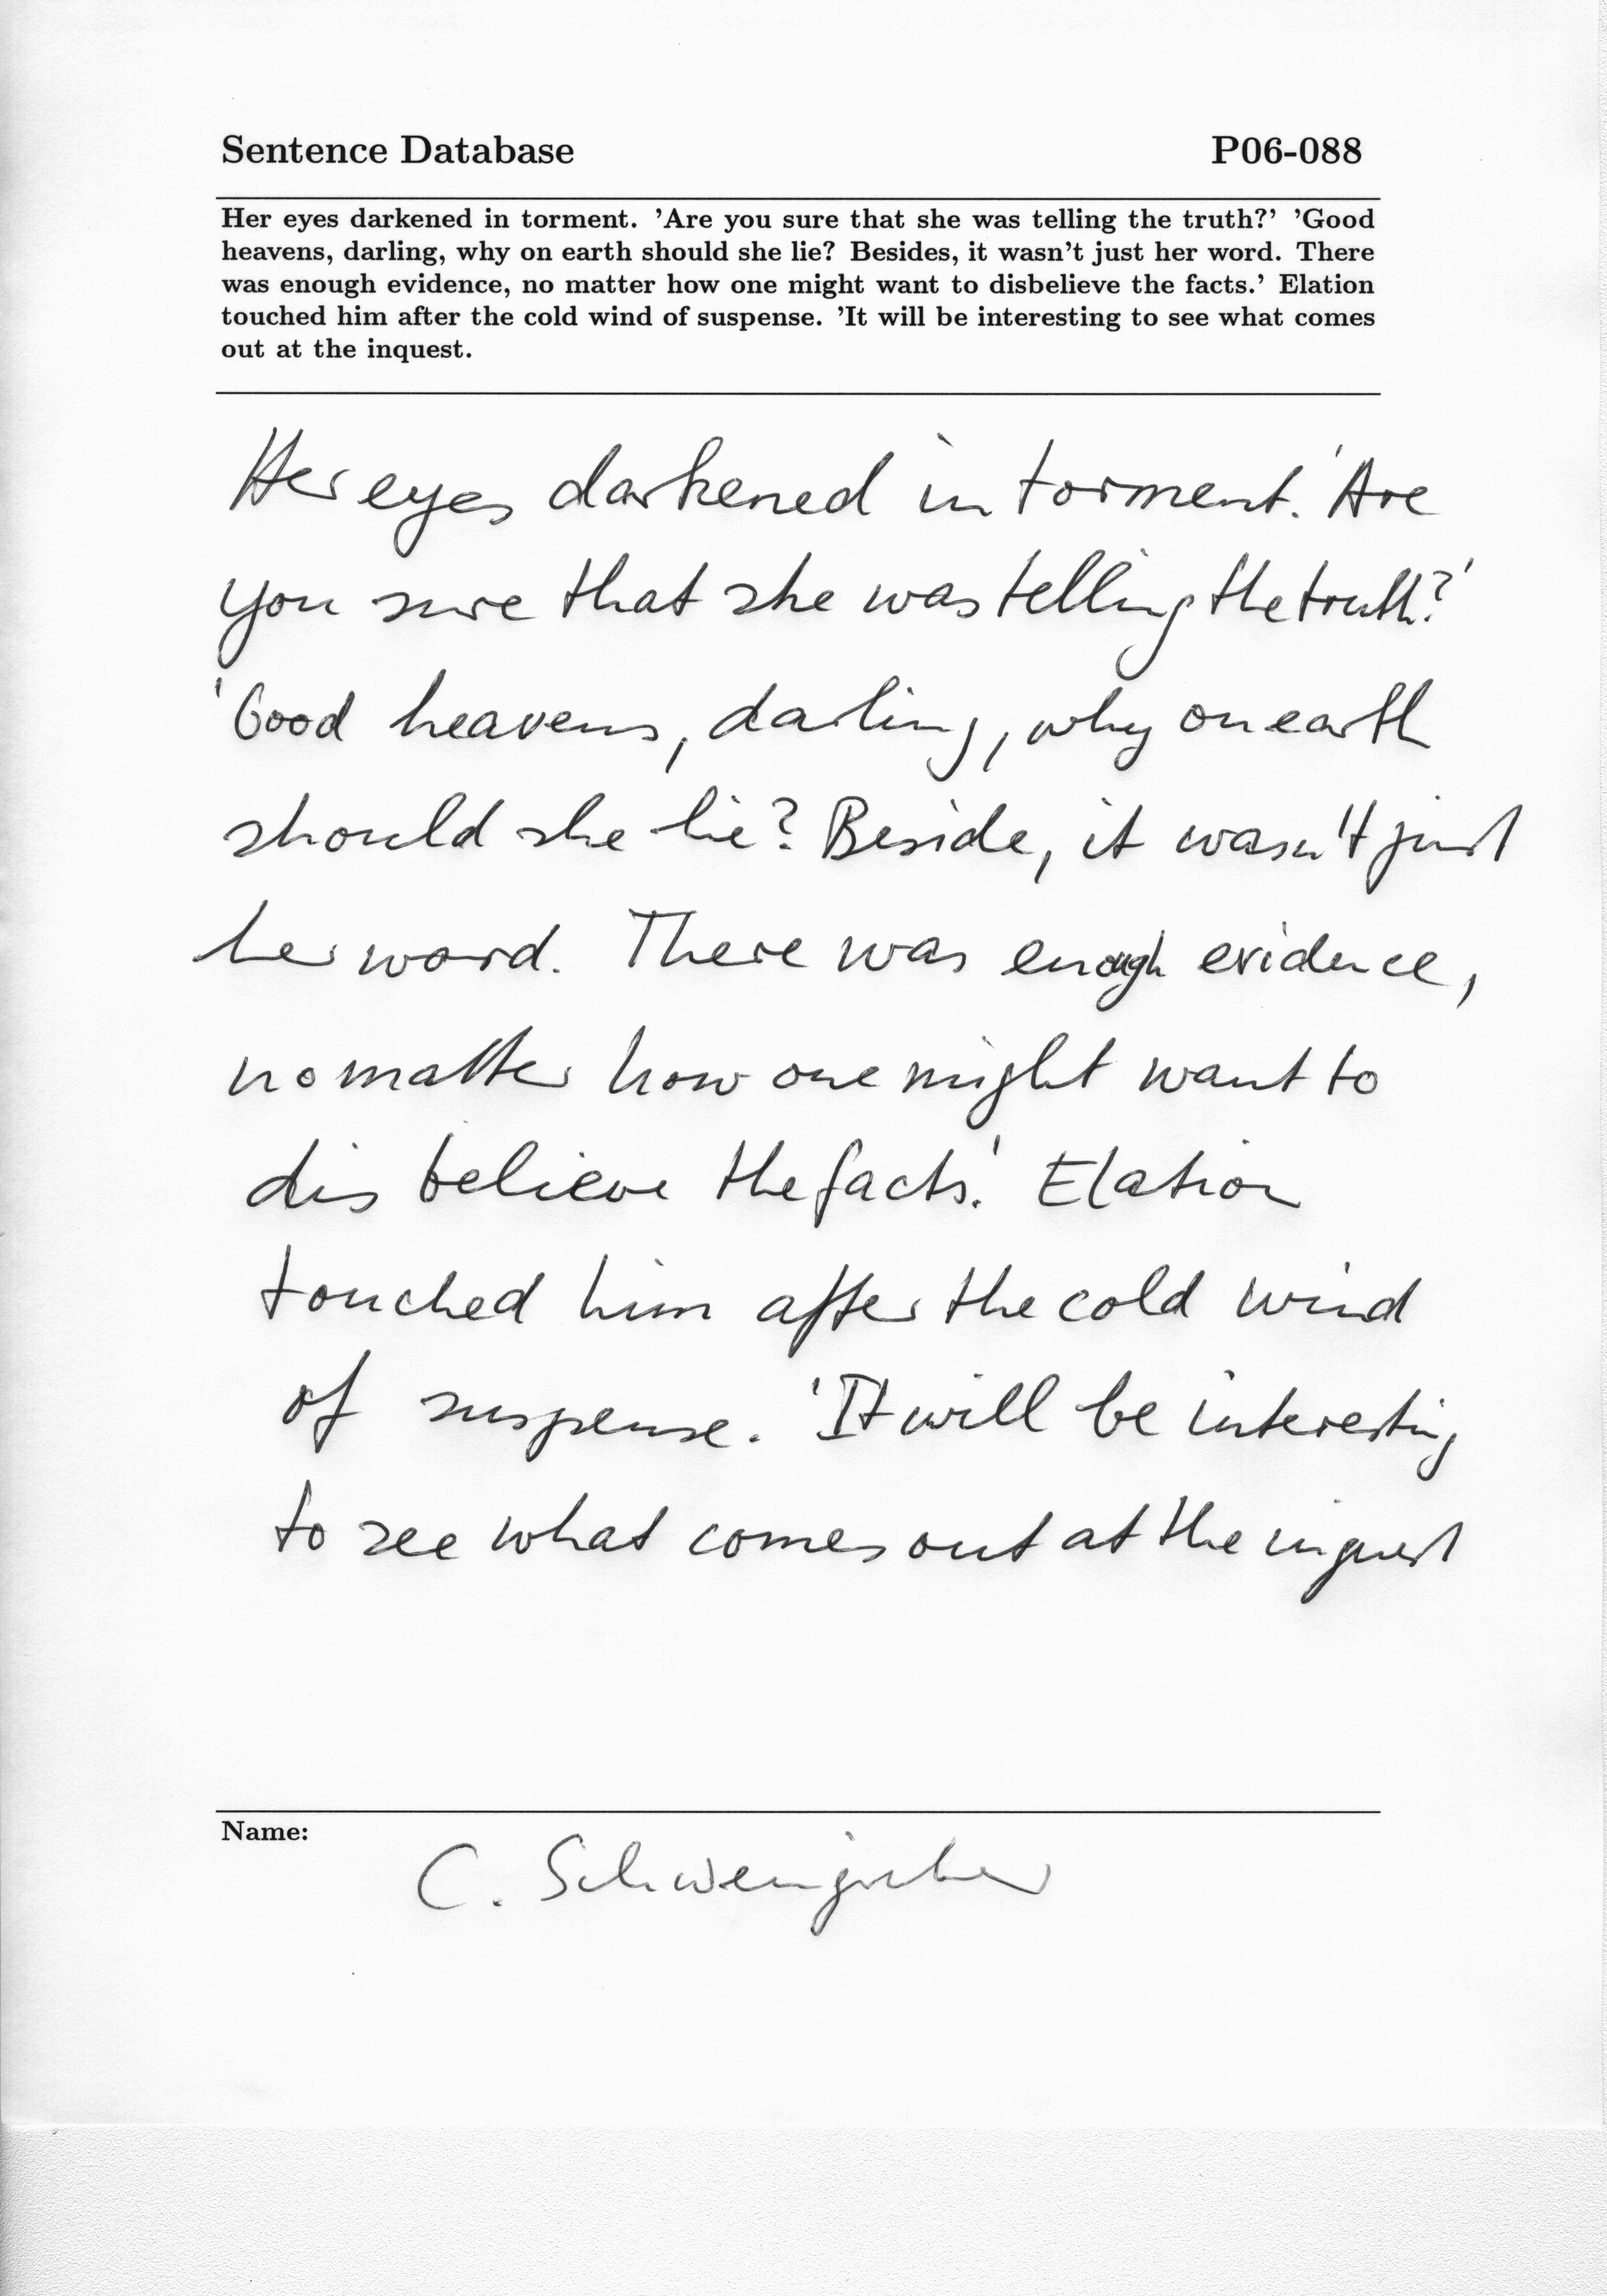 Sentence Database P06-088
Her eyes darkened in torment. 'Are you sure that she was telling the truth?' 'Good
heavens, darling, why on earth should she lie? Besides, it wasn't just her word. There
was enough evidence, no matter how one might want to disbelieve the facts.' Elation
touched him after the cold wind of suspense. 'It will be interesting to see what comes
out at the inquest.
Her eyes darkened in torment. 'Are
you sure that she was telling the truth?'
'Good heavens, darling, why on earth
should she lie? Beside, it wasn't just
her word. There was enough evidence,
no matter how one might want to
dis believe the facts.' Elation
touched him after the cold wind
of suspense. 'It will be interesting
to see what comes out at the inquest
Name:
C.